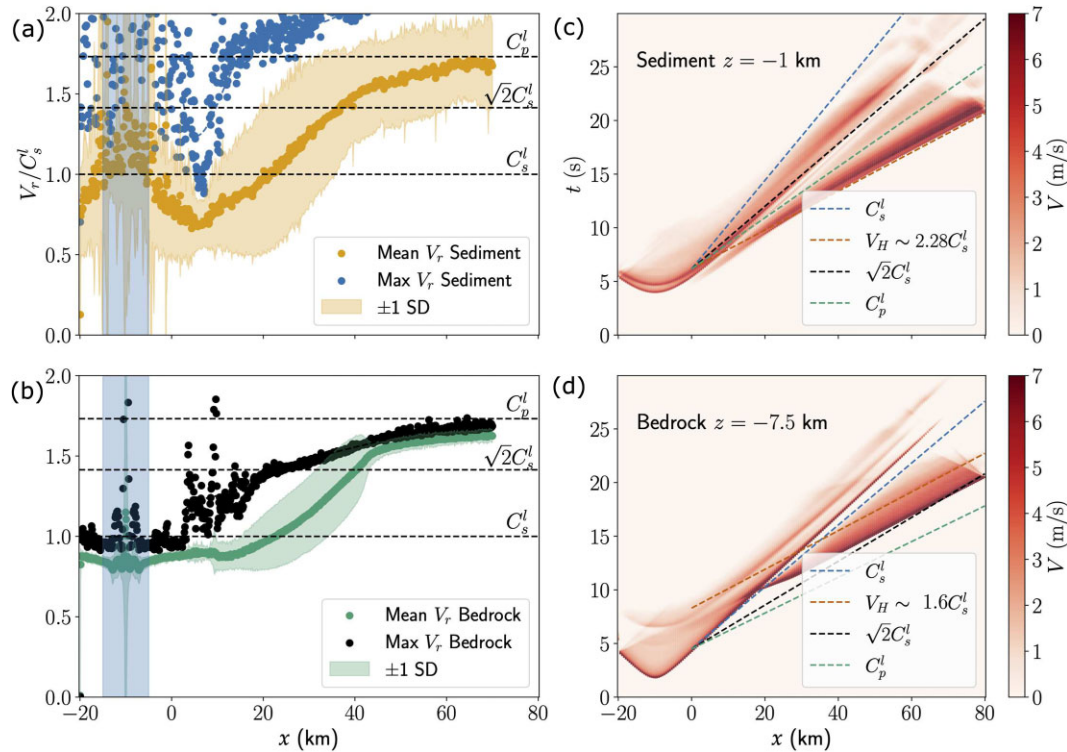 (a)
2.0
1.5
1.0
0.5
0.0
V_r/C_s^l
C_p^l
√2C_s^l
C_s^l
Mean V_r Sediment
Max V_r Sediment
±1 SD
(b)
2.0
1.5
1.0
0.5
0.0
C_p^l
√2C_s^l
C_s^l
Mean V_r Bedrock
Max V_r Bedrock
±1 SD
−20 0 20 40 60 80
x (km)
(c)
Sediment z = −1 km
25
20
15
10
5
0
t (s)
C_s^l
V_H ∼ 2.28C_s^l
√2C_s^l
C_p^l
7
6
5
4
3
2
1
0
V (m/s)
(d)
Bedrock z = −7.5 km
25
20
15
10
5
0
C_s^l
V_H ∼ 1.6C_s^l
√2C_s^l
C_p^l
−20 0 20 40 60 80
x (km)
7
6
5
4
3
2
1
0
V (m/s)